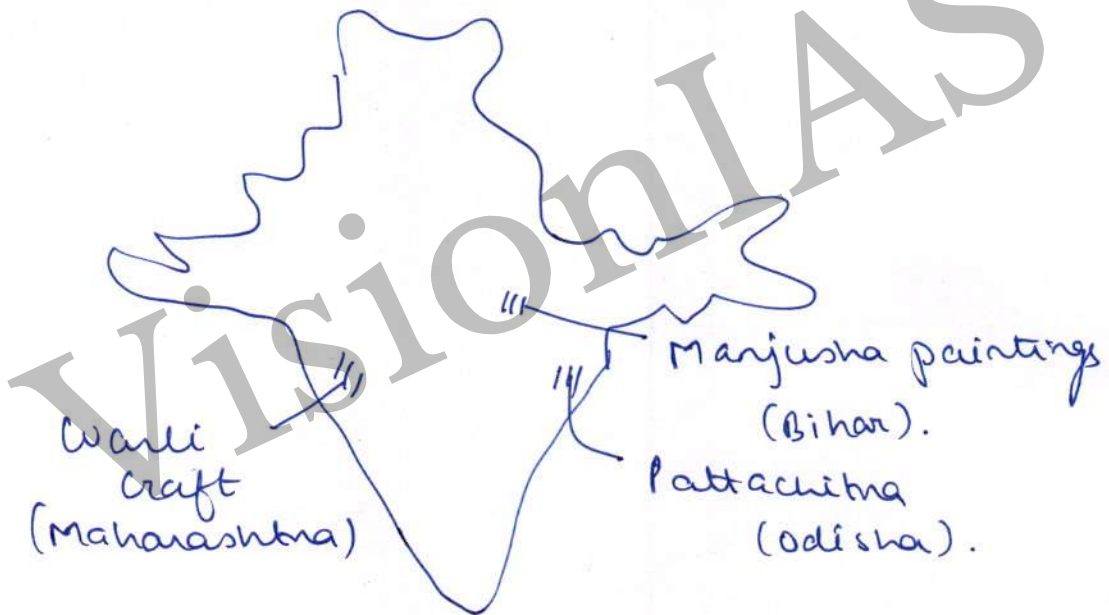 VisionIAS
Manjusha paintings
(Bihar).
Warli
Craft
(Maharashtra)
Pattachitra
(Odisha).